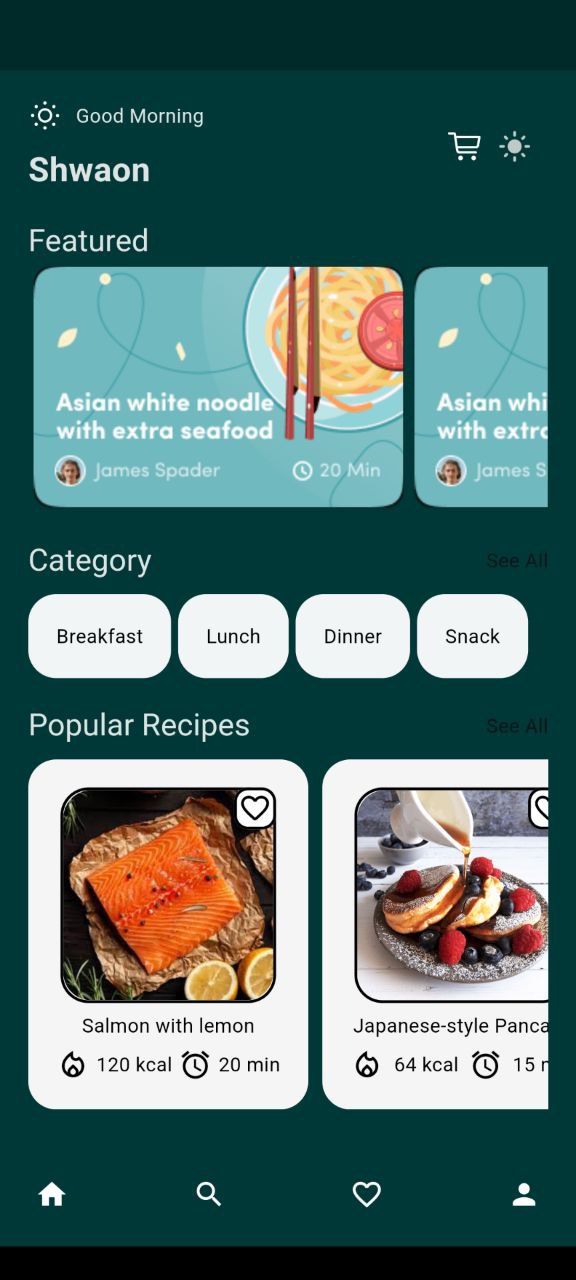 Good Morning
Shwaon
Featured
Asian white noodle
with extra seafood
James Spader
20 Min
Asian whi
with extra
James S
Category
See All
Breakfast
Lunch
Dinner
Snack
Popular Recipes
See All
Salmon with lemon
120 kcal
20 min
Japanese-style Panca
64 kcal
15 m